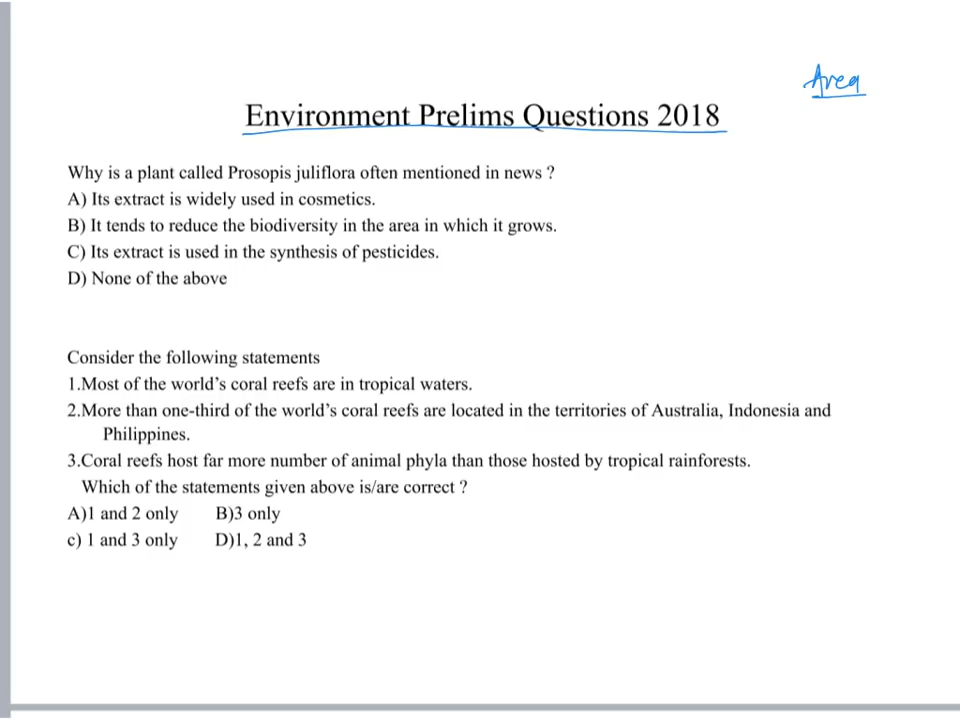 Area
Environment Prelims Questions 2018
Why is a plant called Prosopis juliflora often mentioned in news ?
A) Its extract is widely used in cosmetics.
B) It tends to reduce the biodiversity in the area in which it grows.
C) Its extract is used in the synthesis of pesticides.
D) None of the above
Consider the following statements
1.Most of the world’s coral reefs are in tropical waters.
2.More than one-third of the world’s coral reefs are located in the territories of Australia, Indonesia and
Philippines.
3.Coral reefs host far more number of animal phyla than those hosted by tropical rainforests.
Which of the statements given above is/are correct ?
A)1 and 2 only B)3 only
c) 1 and 3 only D)1, 2 and 3